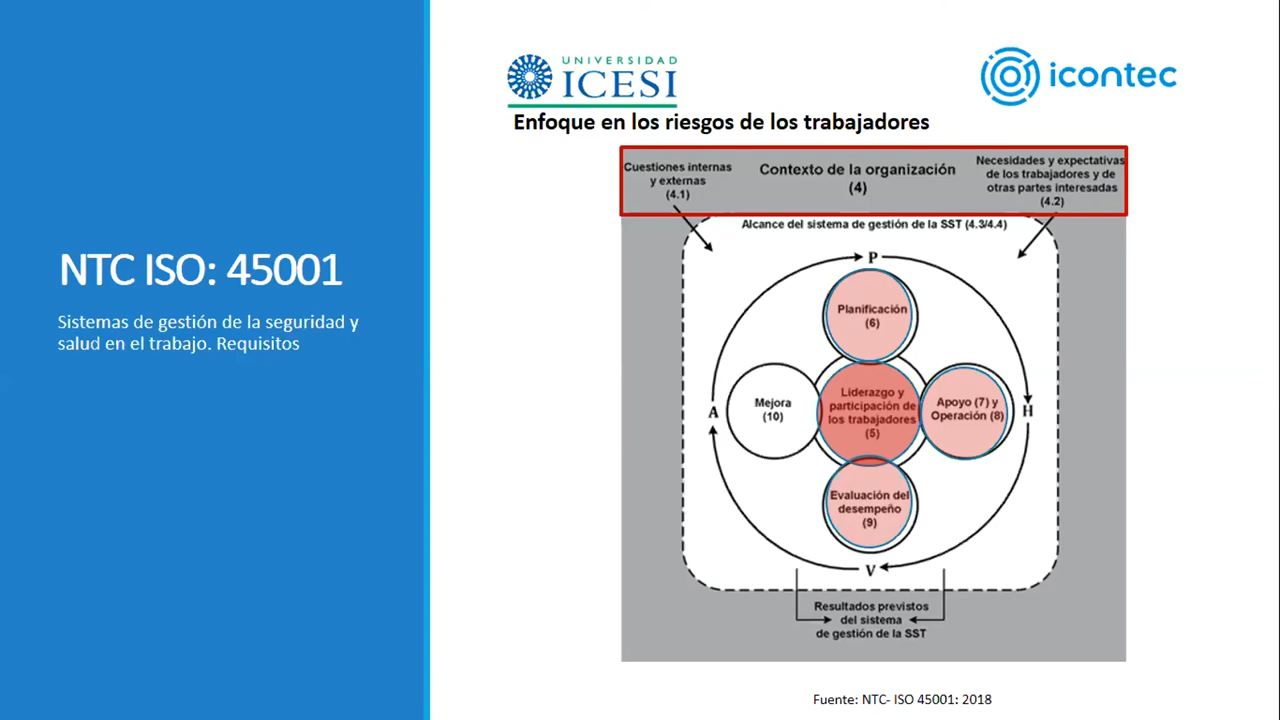 NTC ISO: 45001
Sistemas de gestión de la seguridad y
salud en el trabajo. Requisitos
UNIVERSIDAD
ICESI
icontec
Enfoque en los riesgos de los trabajadores
Cuestiones internas
y externas
(4.1)
Contexto de la organización
(4)
Necesidades y expectativas
de los trabajadores y de
otras partes interesadas
(4.2)
Alcance del sistema de gestión de la SST (4.3/4.4)
P
Planificación
(6)
A
Mejora
(10)
Liderazgo y
participación de
los trabajadores
(5)
Apoyo (7) y
Operación (8)
H
Evaluación del
desempeño
(9)
V
Resultados previstos
del sistema
de gestión de la SST
Fuente: NTC- ISO 45001: 2018